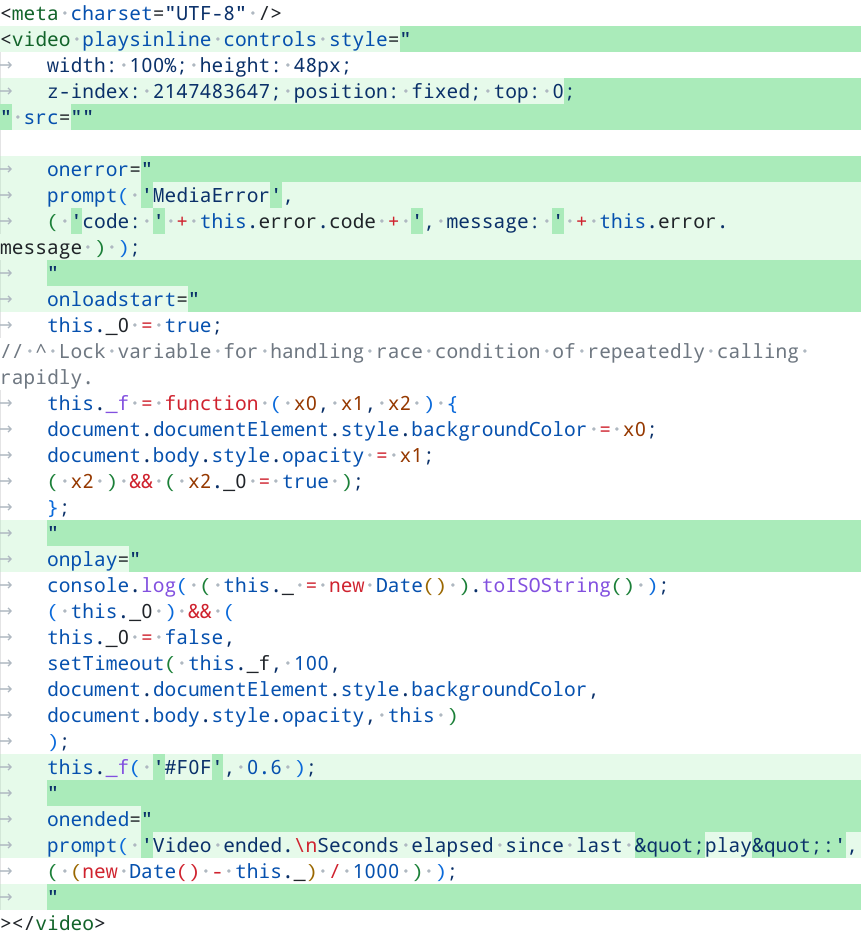 <meta charset="UTF-8" />
<video playsinline controls style="
→ width: 100%; height: 48px;
→ z-index: 2147483647; position: fixed; top: 0;
" src=""

→ onerror="
→ prompt( 'MediaError',
→ ( 'code: ' + this.error.code + ', message: ' + this.error.
message ) );
→ "
→ onloadstart="
→ this._0 = true;
// ^ Lock variable for handling race condition of repeatedly calling
rapidly.
→ this._f = function ( x0, x1, x2 ) {
→ document.documentElement.style.backgroundColor = x0;
→ document.body.style.opacity = x1;
→ ( x2 ) && ( x2._0 = true );
→ };
→ "
→ onplay="
→ console.log( ( this._ = new Date() ).toISOString() );
→ ( this._0 ) && (
→ this._0 = false,
→ setTimeout( this._f, 100,
→ document.documentElement.style.backgroundColor,
→ document.body.style.opacity, this )
→ );
→ this._f( '#F0F', 0.6 );
→ "
→ onended="
→ prompt( 'Video ended.\nSeconds elapsed since last &quot;play&quot;:',
→ ( (new Date() - this._) / 1000 ) );
→ "
></video>